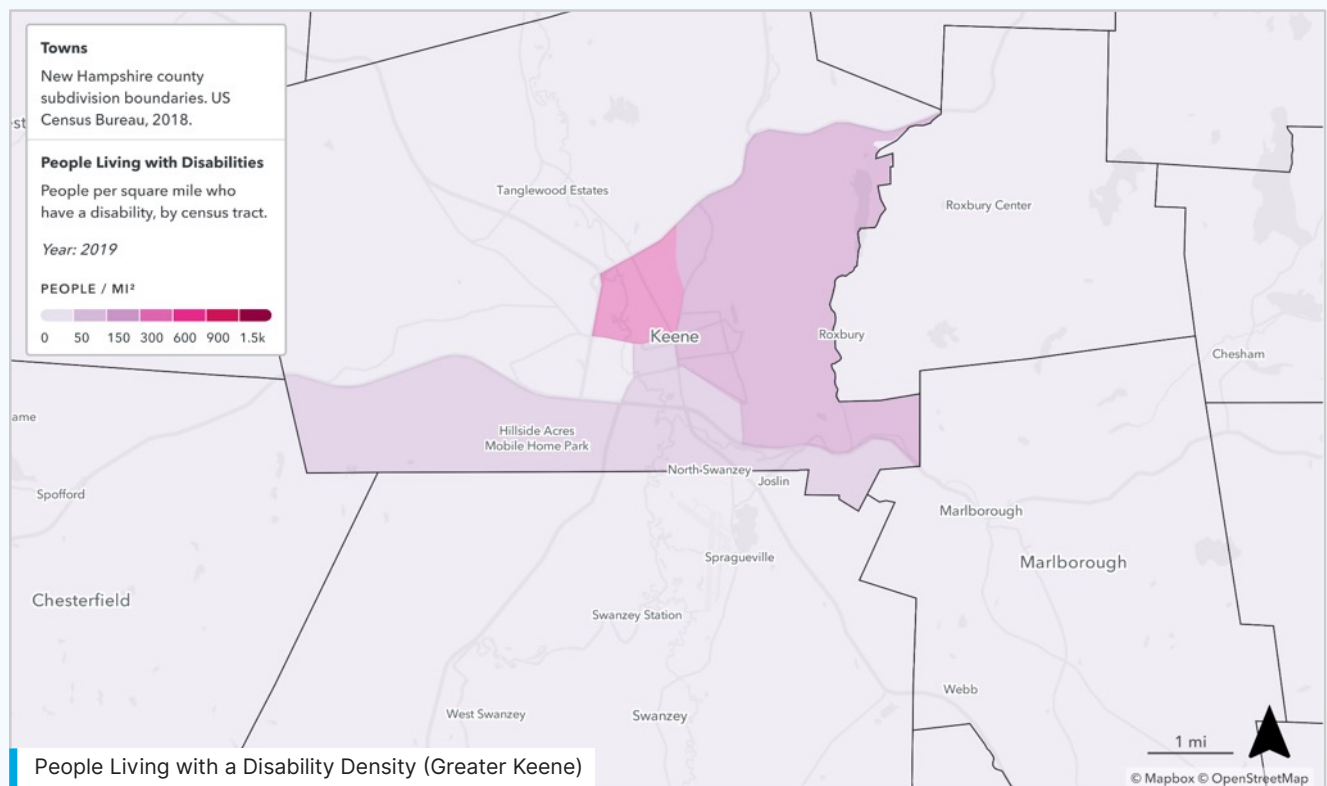 Towns
New Hampshire county
subdivision boundaries. US
Census Bureau, 2018.
People Living with Disabilities
People per square mile who
have a disability, by census tract.
Year: 2019
PEOPLE / MI²
0 50 150 300 600 900 1.5k
st
Tanglewood Estates
Roxbury Center
Keene
Roxbury
Chesham
ame
Hillside Acres
Mobile Home Park
North Swanzey
Joslin
Spofford
Marlborough
Spragueville
Marlborough
Chesterfield
Swanzey Station
Webb
West Swanzey
Swanzey
1 mi
People Living with a Disability Density (Greater Keene)
© Mapbox © OpenStreetMap